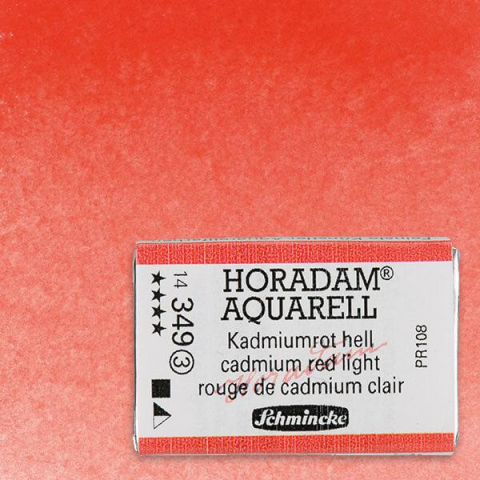 HORADAM®
AQUARELL
Kadmiumrot hell
cadmium red light
rouge de cadmium clair
Schmincke
14
★★★★
349 ③
PR108